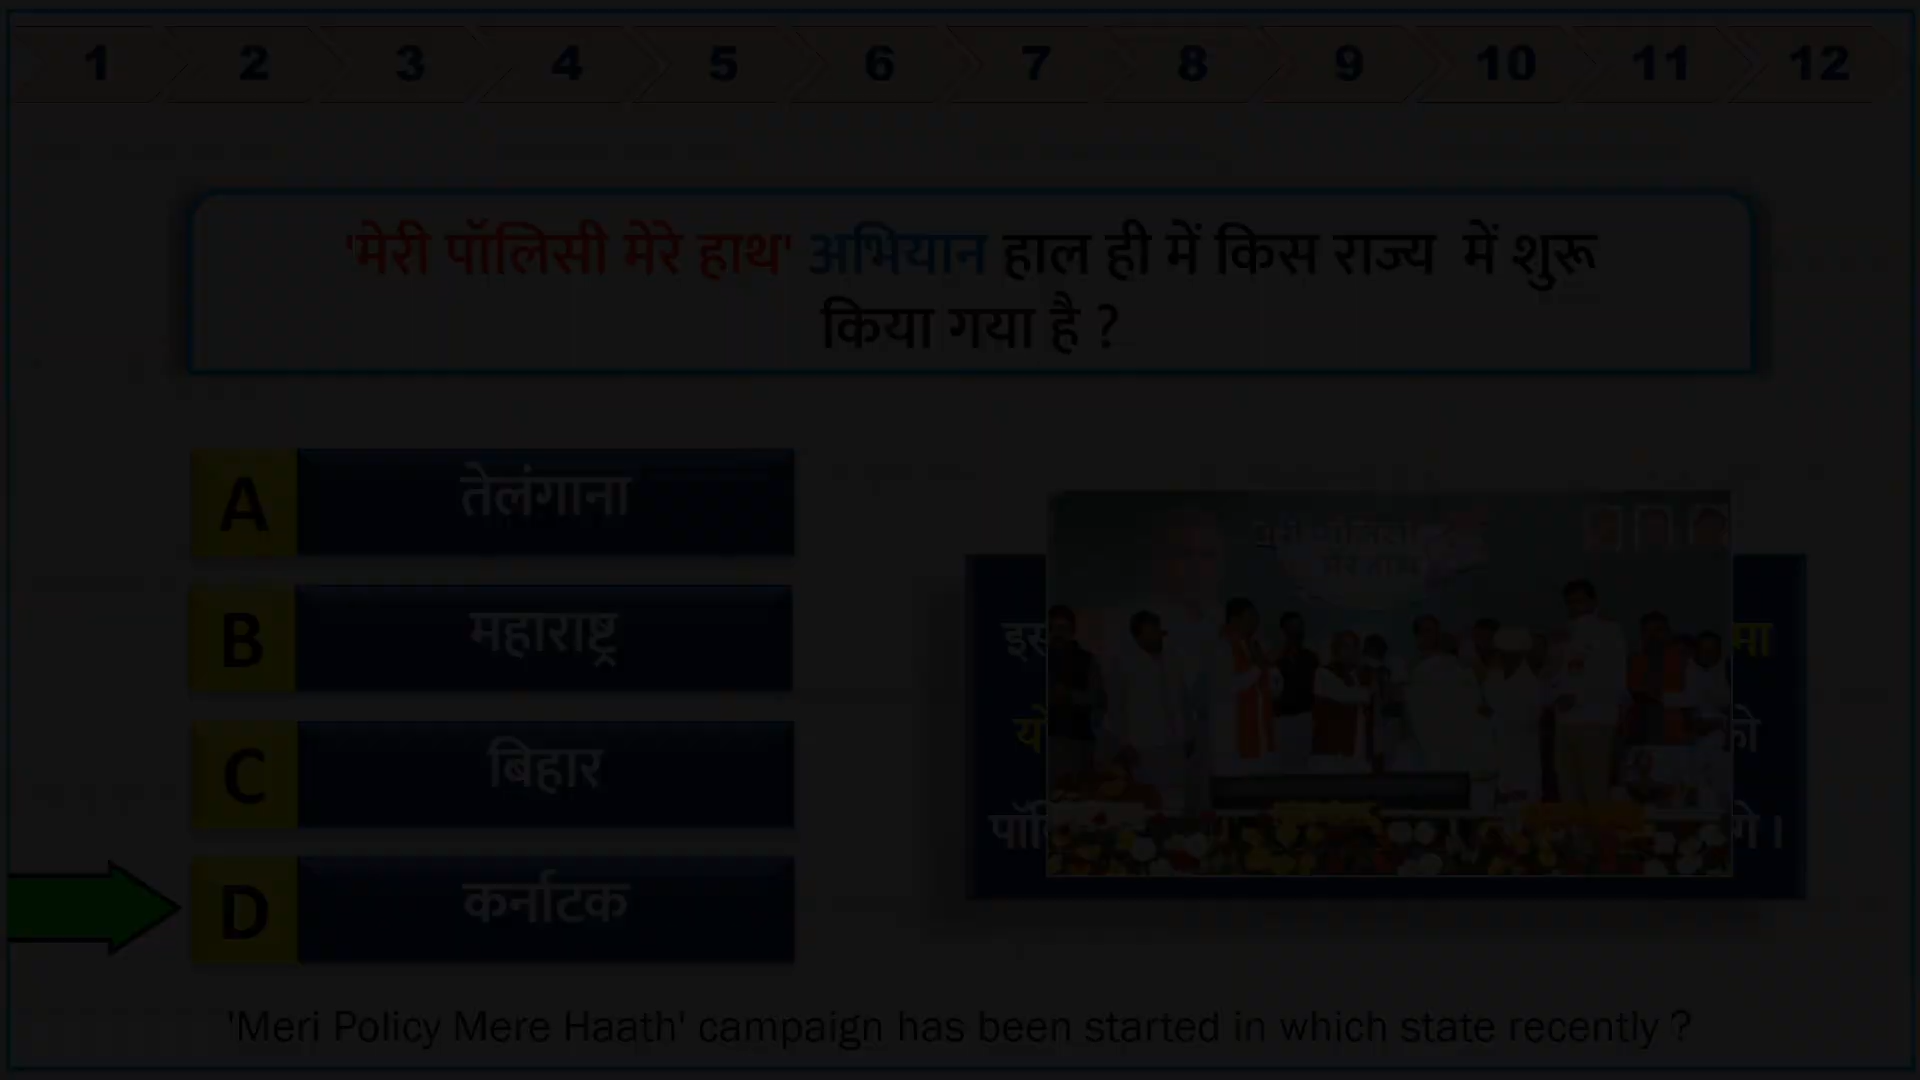 1 2 3 4 5 6 7 8 9 10 11 12
'मेरी पॉलिसी मेरे हाथ' अभियान हाल ही में किस राज्य में शुरू
किया गया है ?
A तेलंगाना
B महाराष्ट्र
C बिहार
D कर्नाटक
मेरी पॉलिसी
मेरे हाथ
'Meri Policy Mere Haath' campaign has been started in which state recently ?